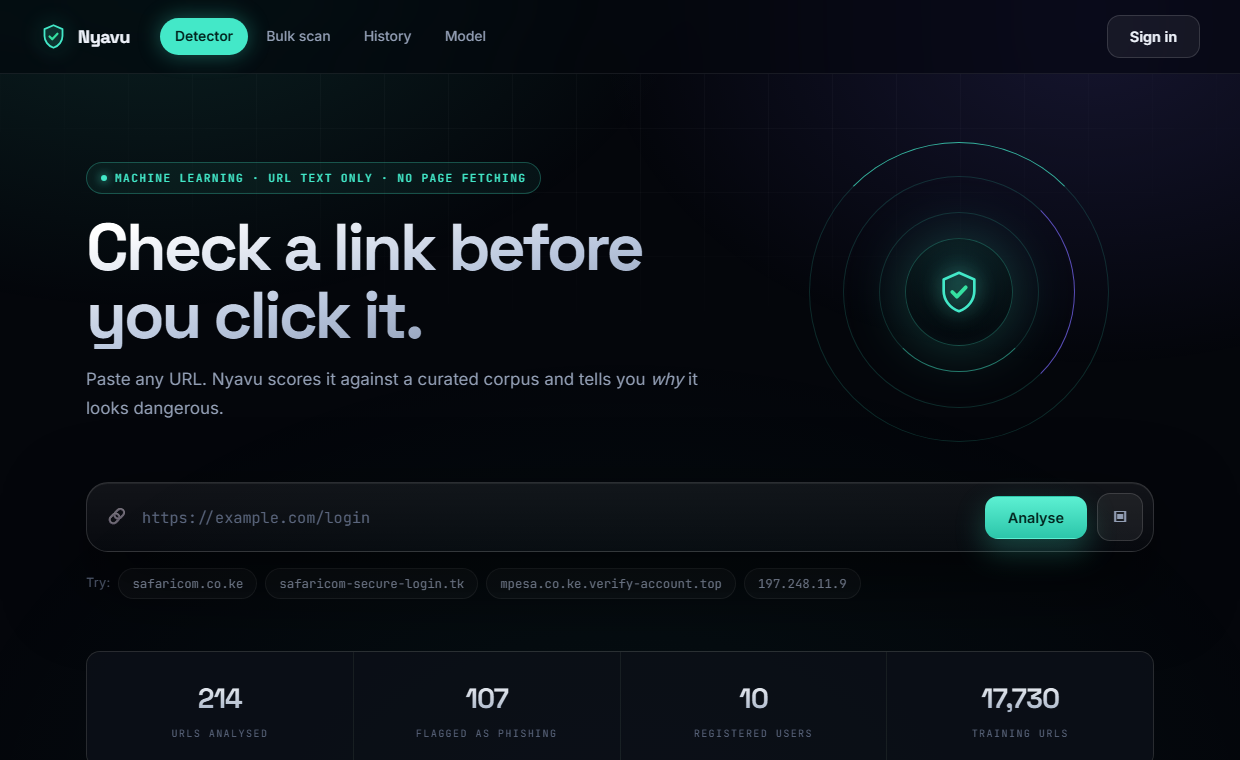 Nyavu
Detector
Bulk scan
History
Model
Sign in
MACHINE LEARNING · URL TEXT ONLY · NO PAGE FETCHING
Check a link before
you click it.
Paste any URL. Nyavu scores it against a curated corpus and tells you why it
looks dangerous.
https://example.com/login
Analyse
Try:
safaricom.co.ke
safaricom-secure-login.tk
mpesa.co.ke.verify-account.top
197.248.11.9
214
URLS ANALYSED
107
FLAGGED AS PHISHING
10
REGISTERED USERS
17,730
TRAINING URLS